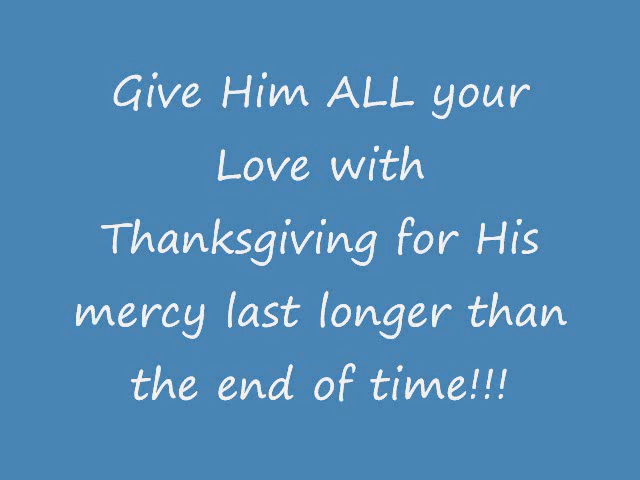 Give Him ALL your
Love with
Thanksgiving for His
mercy last longer than
the end of time!!!